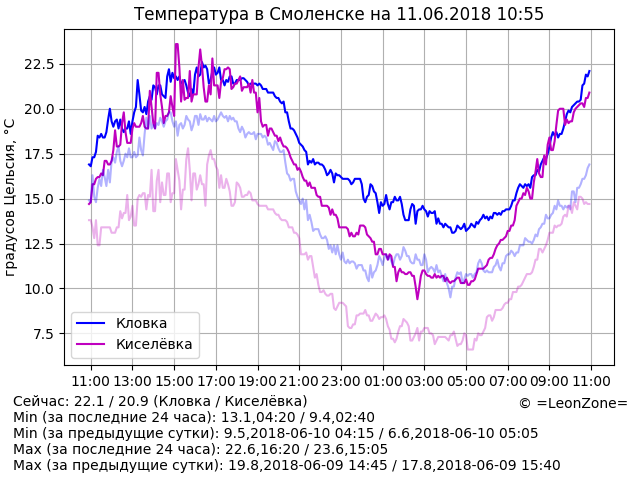 Температура в Смоленске на 11.06.2018 10:55
градусов Цельсия, °C
22.5
20.0
17.5
15.0
12.5
10.0
7.5
Кловка
Киселёвка
11:00 13:00 15:00 17:00 19:00 21:00 23:00 01:00 03:00 05:00 07:00 09:00 11:00
Сейчас: 22.1 / 20.9 (Кловка / Киселёвка)
© =LeonZone=
Min (за последние 24 часа): 13.1,04:20 / 9.4,02:40
Min (за предыдущие сутки): 9.5,2018-06-10 04:15 / 6.6,2018-06-10 05:05
Max (за последние 24 часа): 22.6,16:20 / 23.6,15:05
Max (за предыдущие сутки): 19.8,2018-06-09 14:45 / 17.8,2018-06-09 15:40